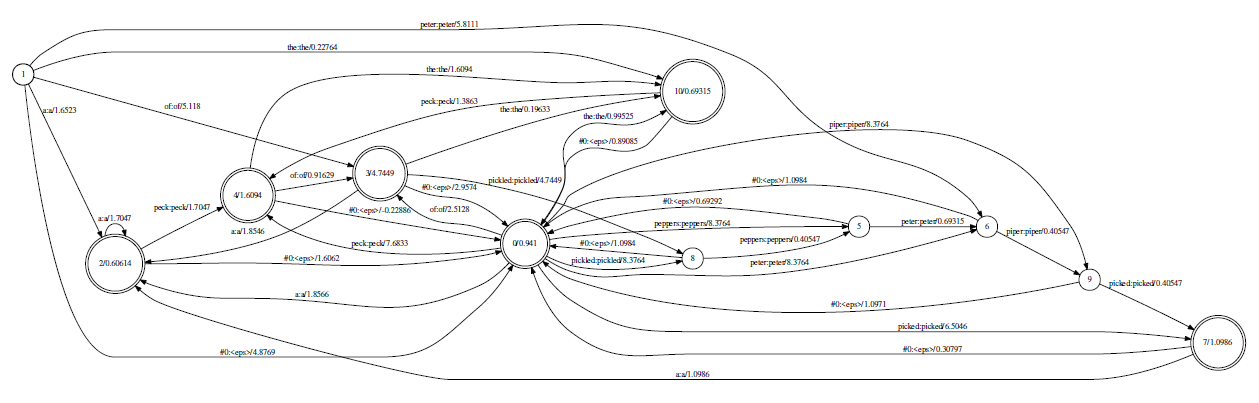 peter:peter/5.8111
the:the/0.22764
1
the:the/1.6094
10/0.69315
peck:peck/1.3863
a:a/1.6523
of:of/5.118
the:the/0.19633
the:the/0.99525
piper:piper/8.3764
#0:<eps>/0.89085
3/4.7449
of:of/0.91629
#0:<eps>/2.9574
pickled:pickled/4.7449
#0:<eps>/1.0984
4/1.6094
#0:<eps>/0.69292
peck:peck/1.7047
#0:<eps>/-0.22886
of:of/2.5128
a:a/1.7047
peppers:peppers/8.3764
peter:peter/0.69315
5
6
a:a/1.8546
piper:piper/0.40547
peck:peck/7.6833
0/0.941
#0:<eps>/1.0984
peppers:peppers/0.40547
2/0.60614
#0:<eps>/1.6062
pickled:pickled/8.3764
8
peter:peter/8.3764
9
picked:picked/0.40547
a:a/1.8566
#0:<eps>/1.0971
picked:picked/6.5046
7/1.0986
#0:<eps>/4.8769
#0:<eps>/0.30797
a:a/1.0986